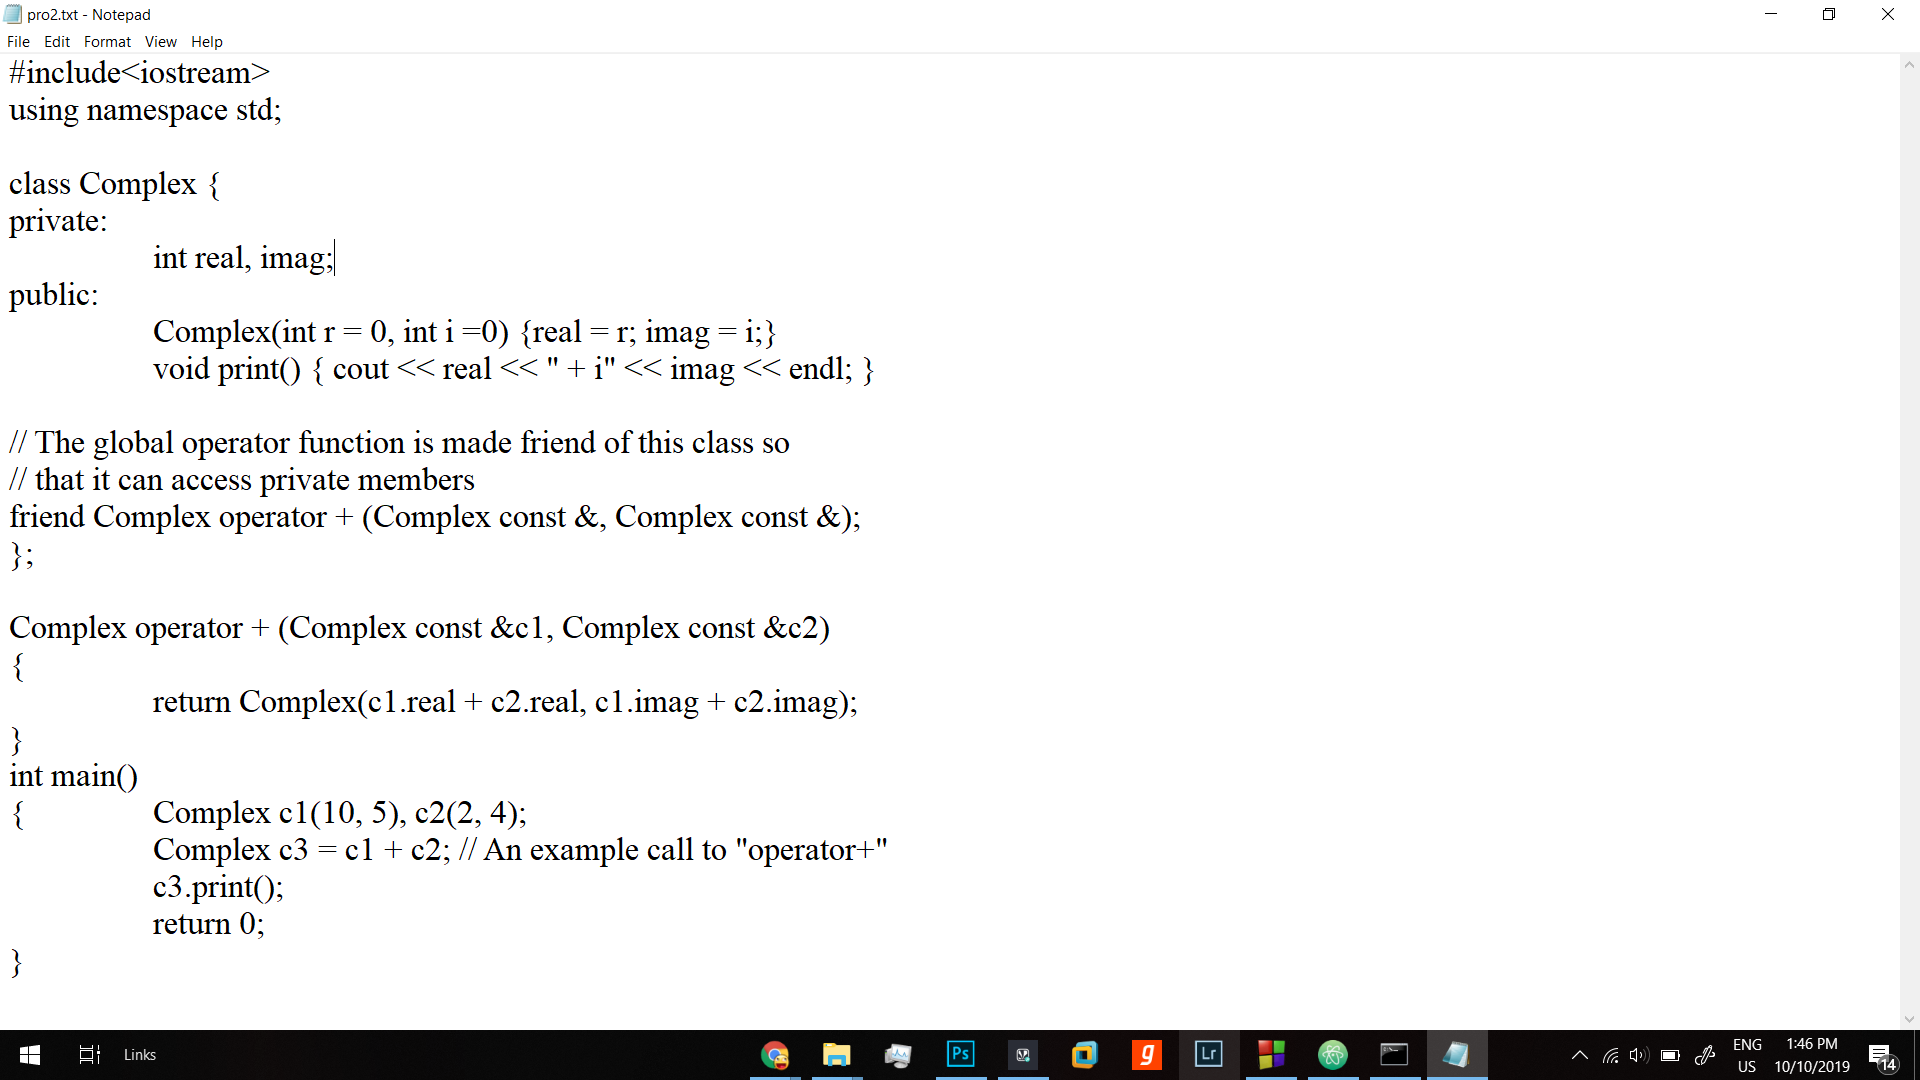 pro2.txt - Notepad
File Edit Format View Help
#include<iostream>
using namespace std;
class Complex {
private:
int real, imag;
public:
Complex(int r = 0, int i =0) {real = r; imag = i;}
void print() { cout << real << " + i" << imag << endl; }
// The global operator function is made friend of this class so
// that it can access private members
friend Complex operator + (Complex const &, Complex const &);
};
Complex operator + (Complex const &c1, Complex const &c2)
{
return Complex(c1.real + c2.real, c1.imag + c2.imag);
}
int main()
{ Complex c1(10, 5), c2(2, 4);
Complex c3 = c1 + c2; // An example call to "operator+"
c3.print();
return 0;
}
Links
Ps
g
Lr
ENG
US
1:46 PM
10/10/2019
14